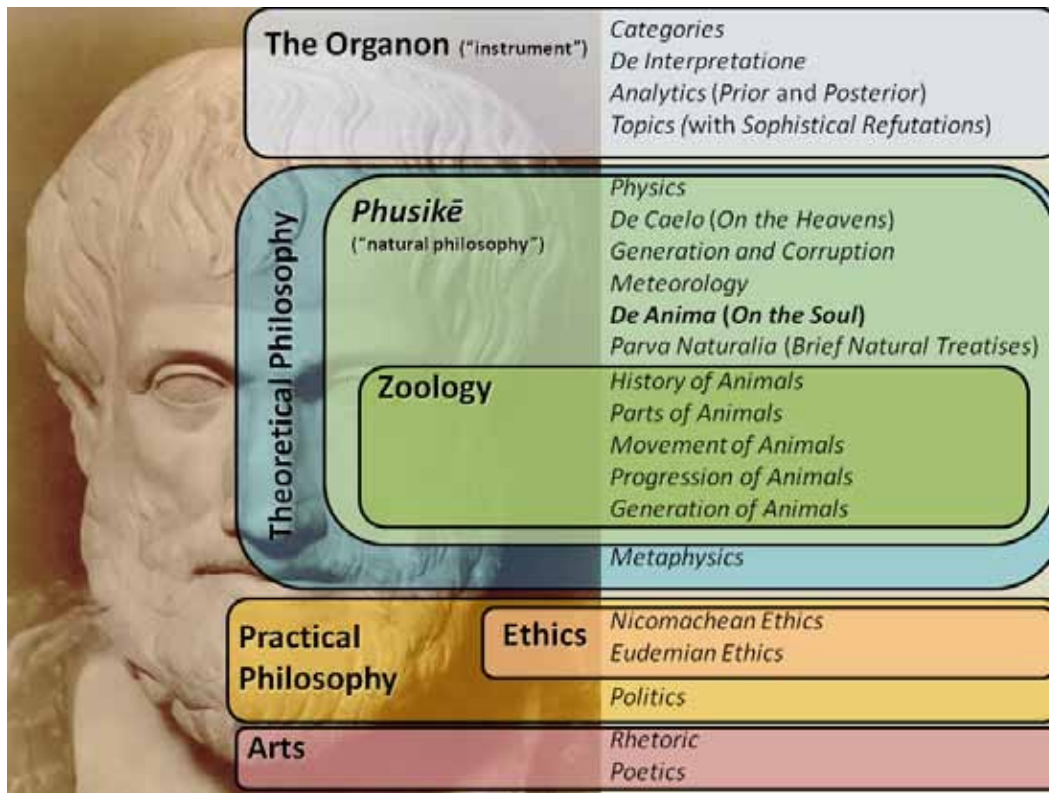 The Organon ("instrument")
Categories
De Interpretatione
Analytics (Prior and Posterior)
Topics (with Sophistical Refutations)
Theoretical Philosophy
Phusikē
("natural philosophy")
Physics
De Caelo (On the Heavens)
Generation and Corruption
Meteorology
De Anima (On the Soul)
Parva Naturalia (Brief Natural Treatises)
Zoology
History of Animals
Parts of Animals
Movement of Animals
Progression of Animals
Generation of Animals
Metaphysics
Practical
Philosophy
Ethics
Nicomachean Ethics
Eudemian Ethics
Politics
Arts
Rhetoric
Poetics